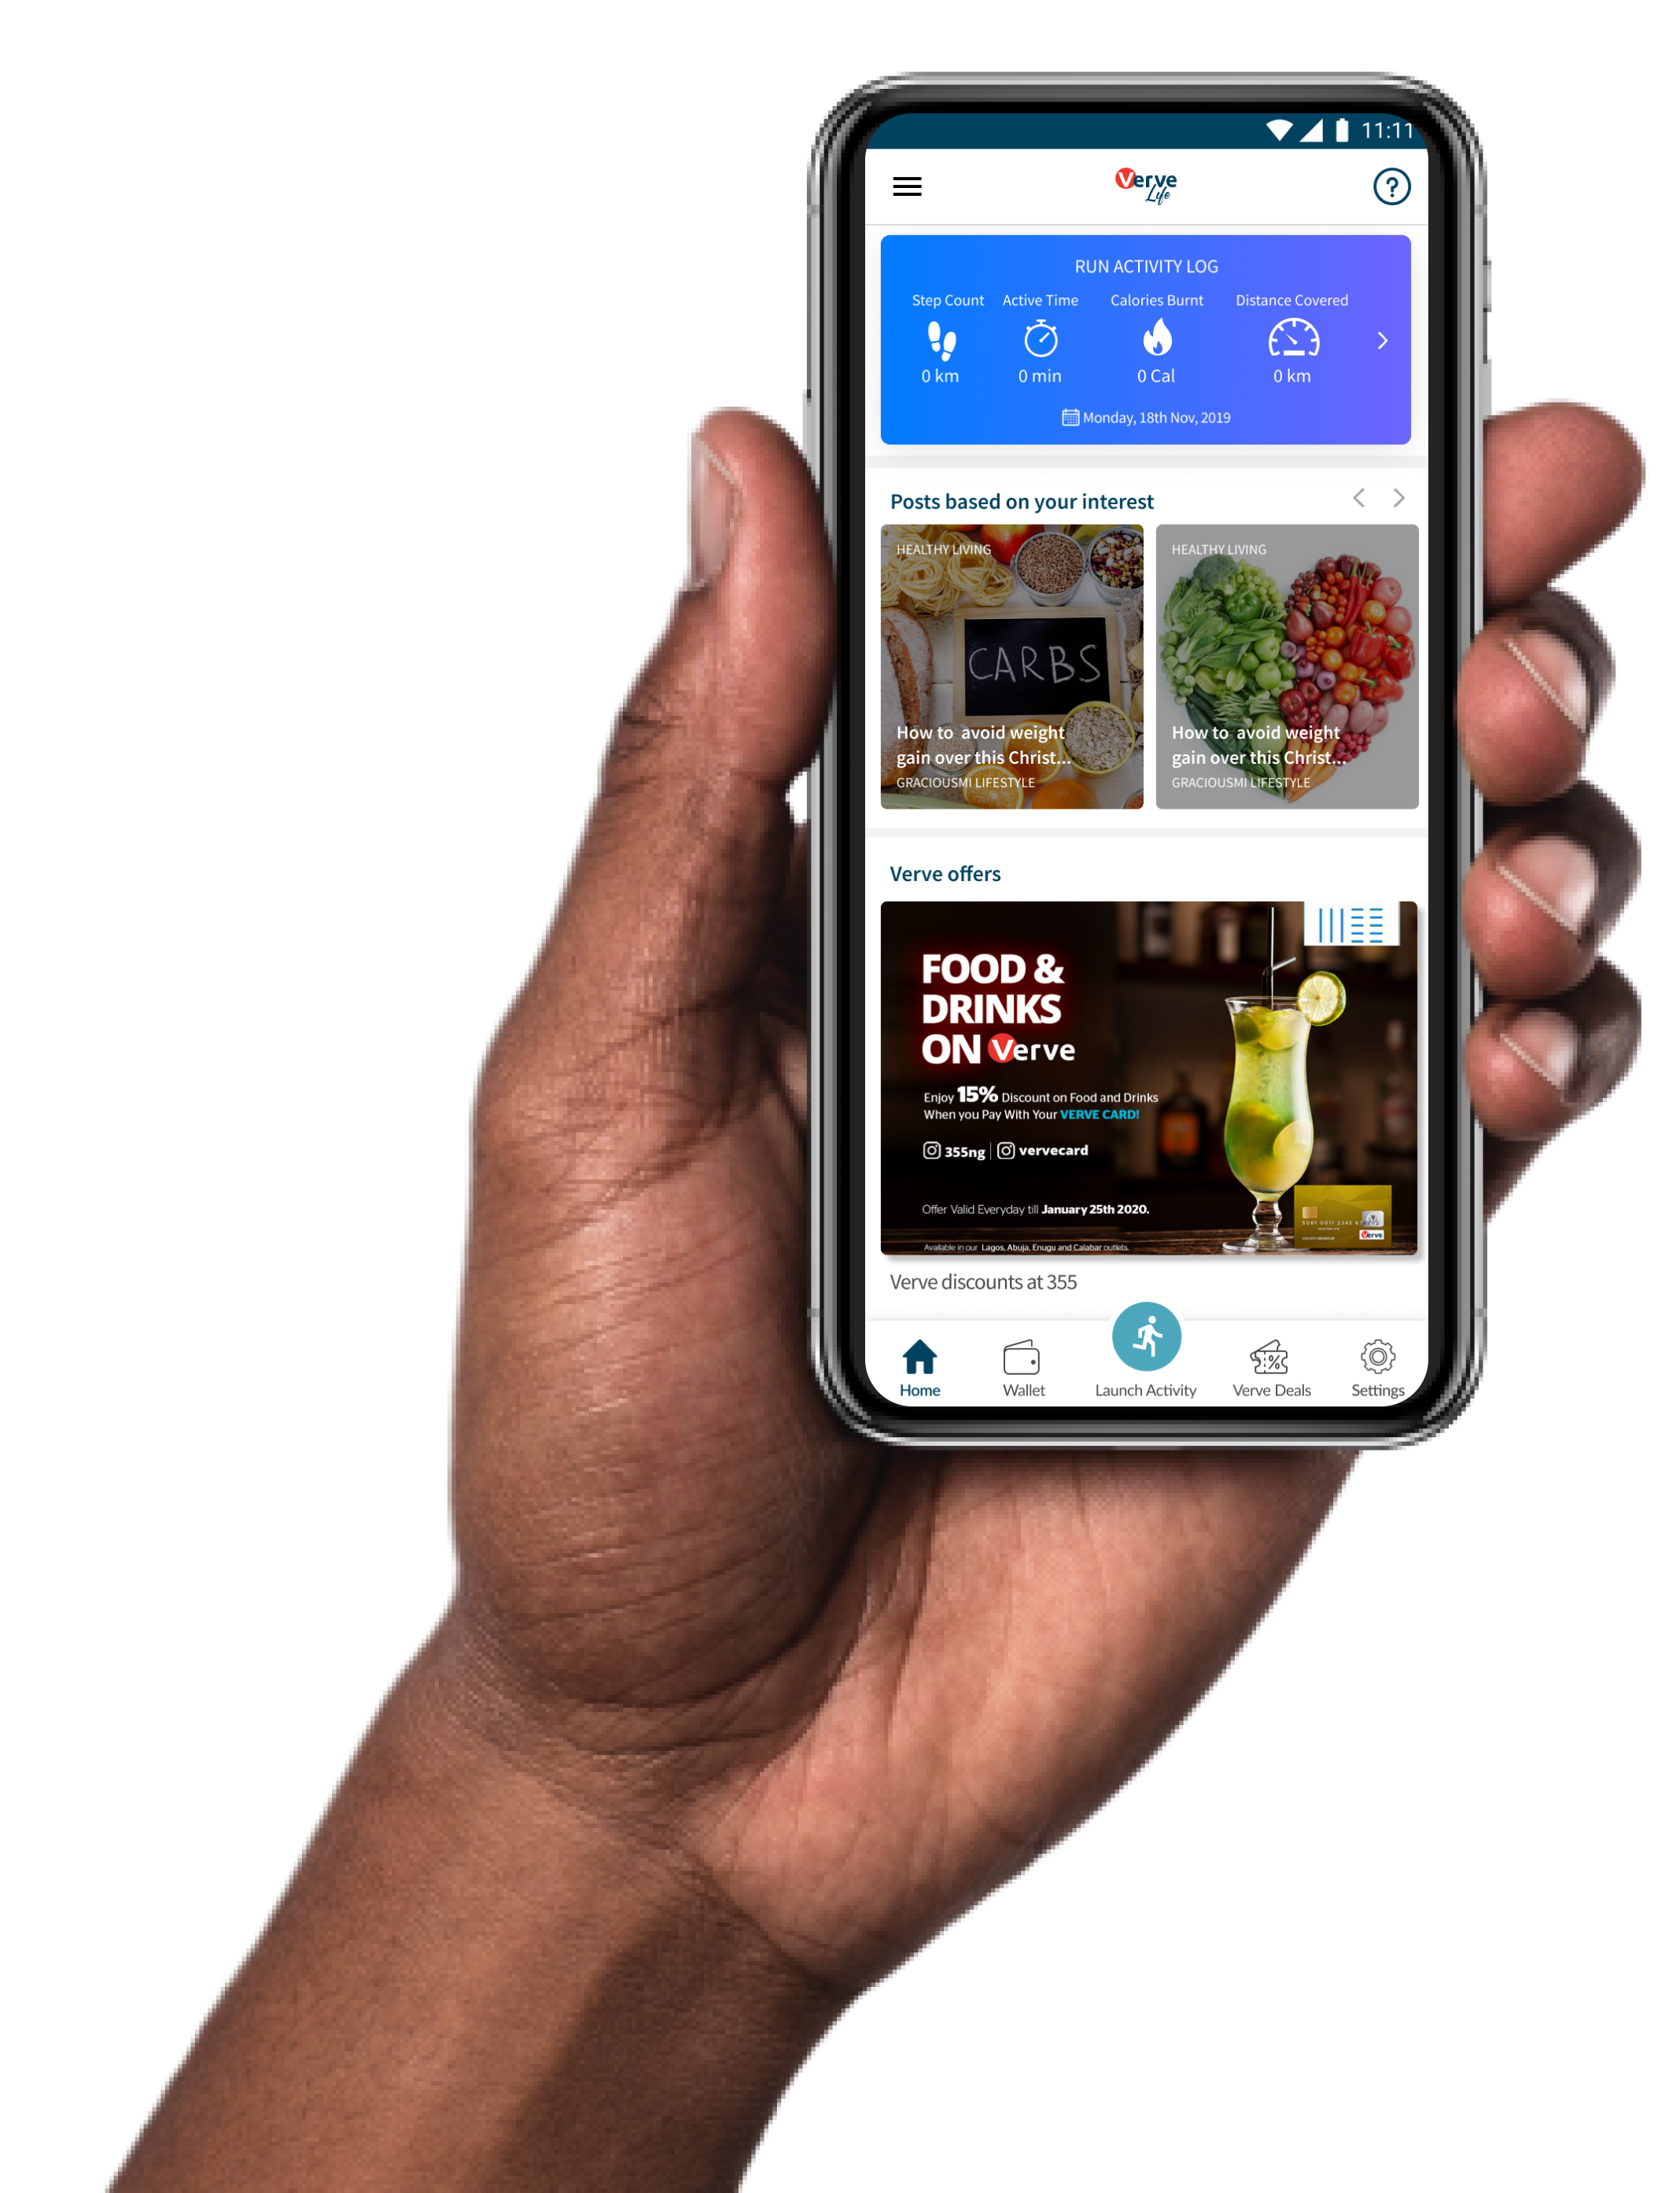 11:11
Verve
Life
?
RUN ACTIVITY LOG
Step Count Active Time Calories Burnt Distance Covered
0 km 0 min 0 Cal 0 km
Monday, 18th Nov, 2019
Posts based on your interest
HEALTHY LIVING
CARBS
How to avoid weight
gain over this Christ...
GRACIOUSMI LIFESTYLE
HEALTHY LIVING
How to avoid weight
gain over this Christ...
GRACIOUSMI LIFESTYLE
Verve offers
FOOD &
DRINKS
ON Verve
Enjoy 15% Discount on Food and Drinks
When you Pay With Your VERVE CARD!
355ng | vervecard
Offer Valid Everyday till January 25th 2020.
Available in our Lagos, Abuja, Enugu and Calabar outlets.
5061 0011 2345
Verve
Verve discounts at 355
Home Wallet Launch Activity Verve Deals Settings